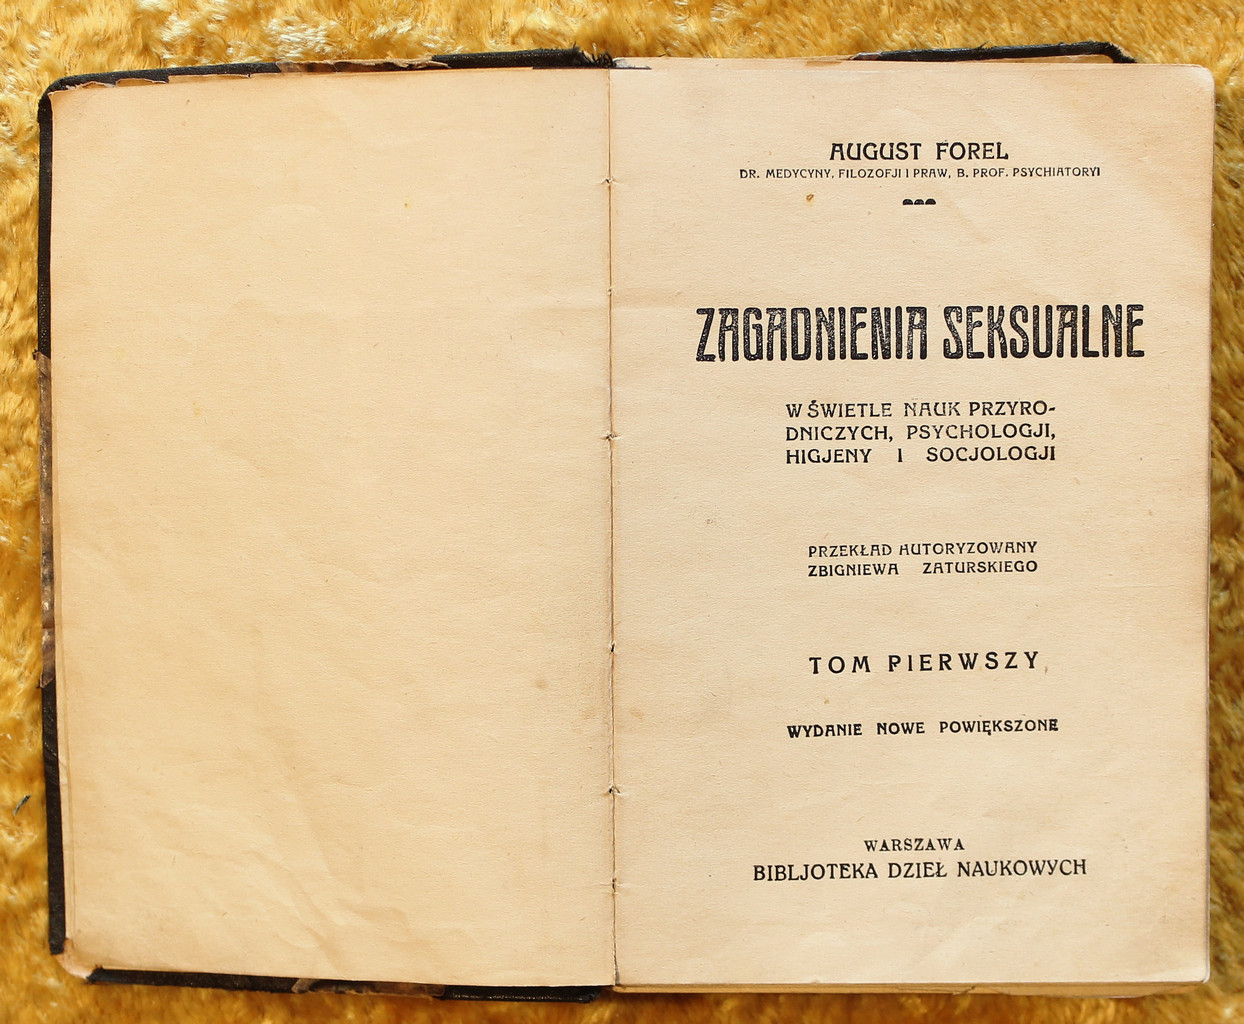 AUGUST FOREL
DR. MEDYCYNY, FILOZOFJI I PRAW, B. PROF. PSYCHIATORYI
ZAGADNIENIA SEKSUALNE
W ŚWIETLE NAUK PRZYRO-
DNICZYCH, PSYCHOLOGJI,
HIGJENY I SOCJOLOGJI
PRZEKŁAD AUTORYZOWANY
ZBIGNIEWA ZATURSKIEGO
TOM PIERWSZY
WYDANIE NOWE POWIĘKSZONE
WARSZAWA
BIBLJOTEKA DZIEŁ NAUKOWYCH